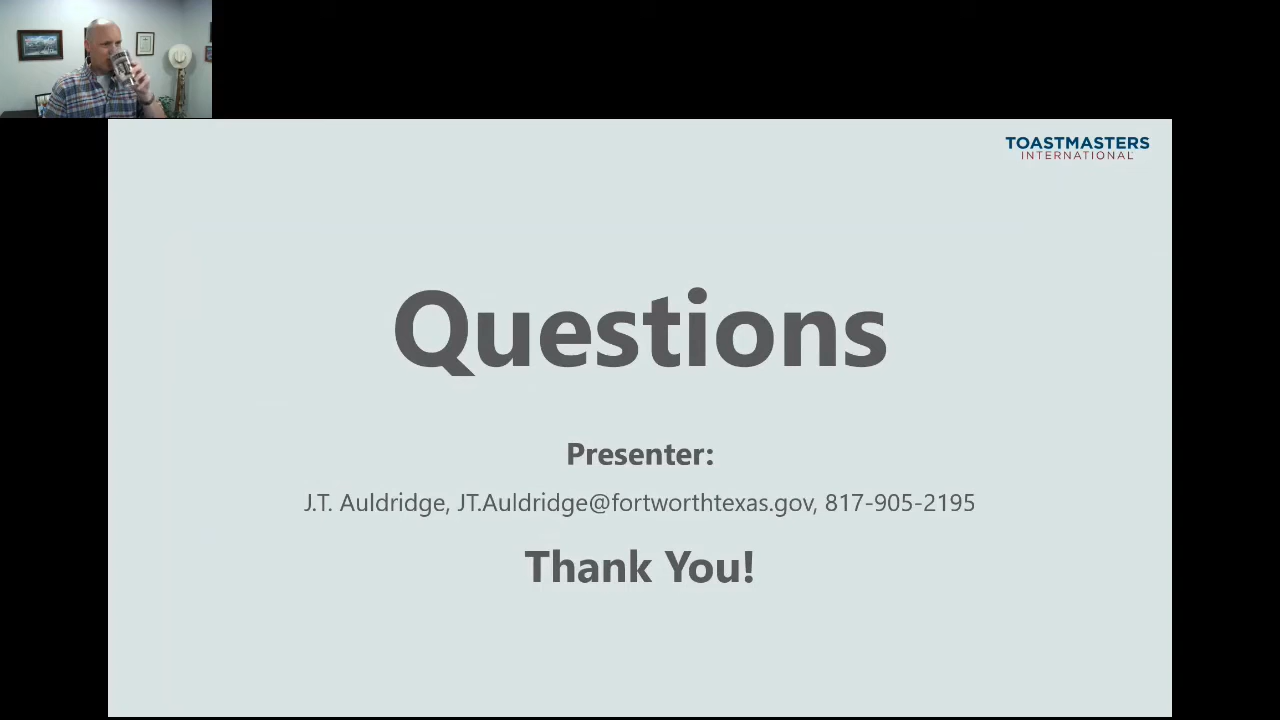 TOASTMASTERS
INTERNATIONAL
Questions
Presenter:
J.T. Auldridge, JT.Auldridge@fortworthtexas.gov, 817-905-2195
Thank You!